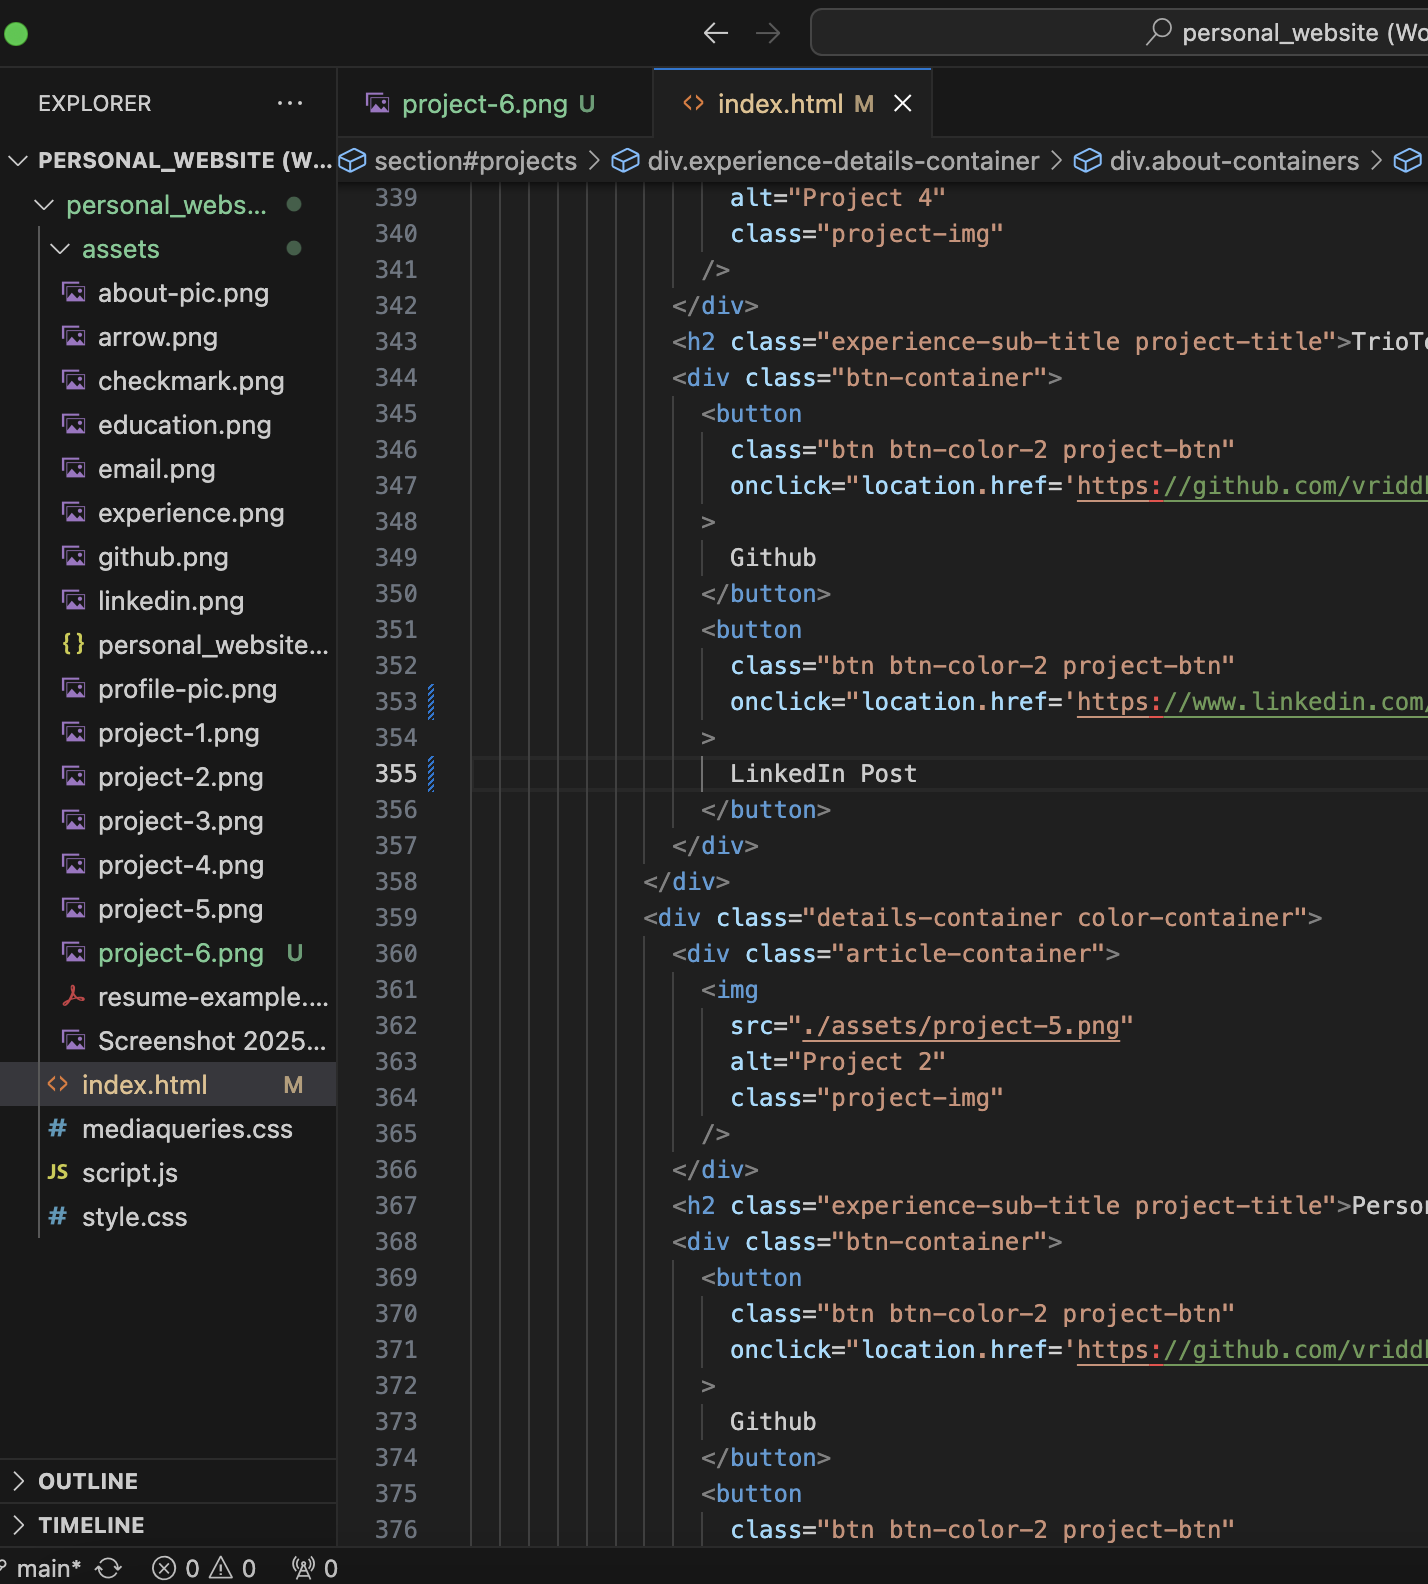 personal_website (Wo
EXPLORER ...
project-6.png U
index.html M
PERSONAL_WEBSITE (W...
section#projects > div.experience-details-container > div.about-containers >
personal_webs...
assets
about-pic.png
arrow.png
checkmark.png
education.png
email.png
experience.png
github.png
linkedin.png
{} personal_website...
profile-pic.png
project-1.png
project-2.png
project-3.png
project-4.png
project-5.png
project-6.png U
resume-example....
Screenshot 2025...
<> index.html M
# mediaqueries.css
JS script.js
# style.css
OUTLINE
TIMELINE
339 alt="Project 4"
340 class="project-img"
341 />
342 </div>
343 <h2 class="experience-sub-title project-title">TrioTe
344 <div class="btn-container">
345 <button
346 class="btn btn-color-2 project-btn"
347 onclick="location.href='https://github.com/vridd
348 >
349 Github
350 </button>
351 <button
352 class="btn btn-color-2 project-btn"
353 onclick="location.href='https://www.linkedin.com/
354 >
355 LinkedIn Post
356 </button>
357 </div>
358 </div>
359 <div class="details-container color-container">
360 <div class="article-container">
361 <img
362 src="./assets/project-5.png"
363 alt="Project 2"
364 class="project-img"
365 />
366 </div>
367 <h2 class="experience-sub-title project-title">Person
368 <div class="btn-container">
369 <button
370 class="btn btn-color-2 project-btn"
371 onclick="location.href='https://github.com/vridd
372 >
373 Github
374 </button>
375 <button
376 class="btn btn-color-2 project-btn"
main* 0 0 0